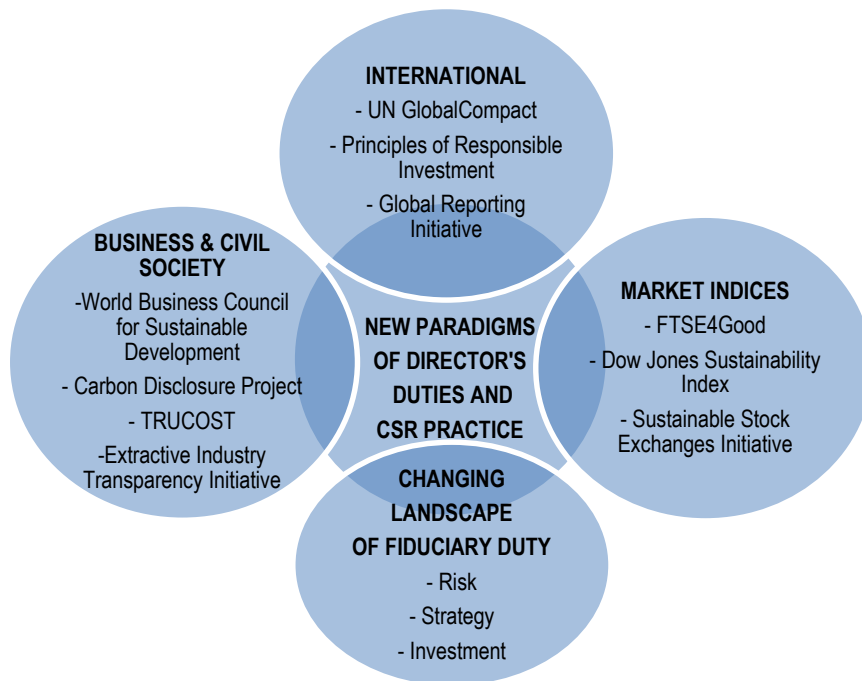 INTERNATIONAL
- UN GlobalCompact
- Principles of Responsible
Investment
- Global Reporting
Initiative
BUSINESS & CIVIL
SOCIETY
-World Business Council
for Sustainable
Development
- Carbon Disclosure Project
- TRUCOST
-Extractive Industry
Transparency Initiative
NEW PARADIGMS
OF DIRECTOR'S
DUTIES AND
CSR PRACTICE
MARKET INDICES
- FTSE4Good
- Dow Jones Sustainability
Index
- Sustainable Stock
Exchanges Initiative
CHANGING
LANDSCAPE
OF FIDUCIARY DUTY
- Risk
- Strategy
- Investment